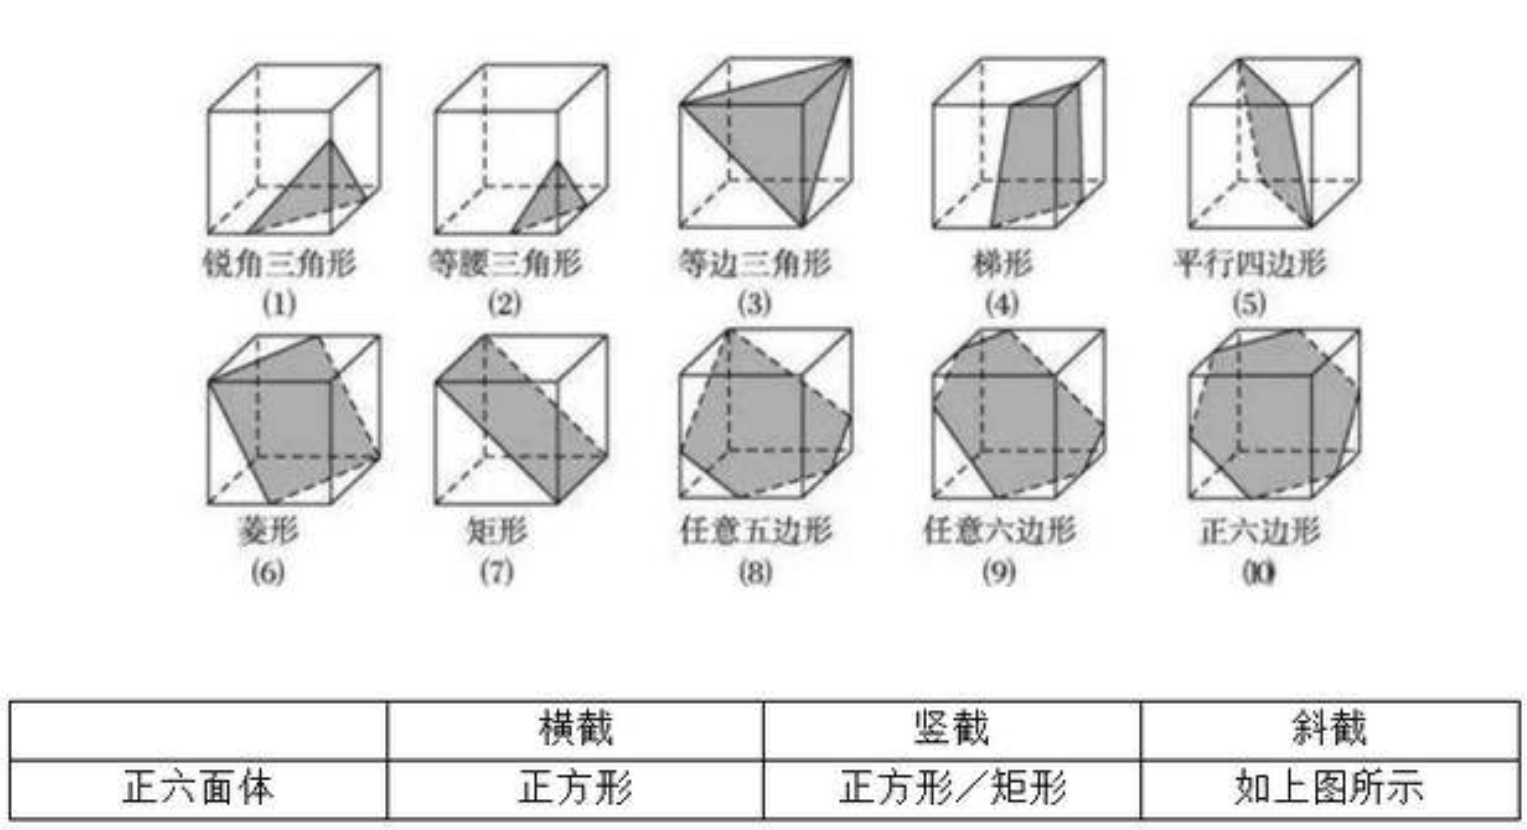 锐角三角形 等腰三角形 等边三角形 梯形 平行四边形
(1) (2) (3) (4) (5)
菱形 矩形 任意五边形 任意六边形 正六边形
(6) (7) (8) (9) (10)
横截 竖截 斜截
正六面体 正方形 正方形／矩形 如上图所示